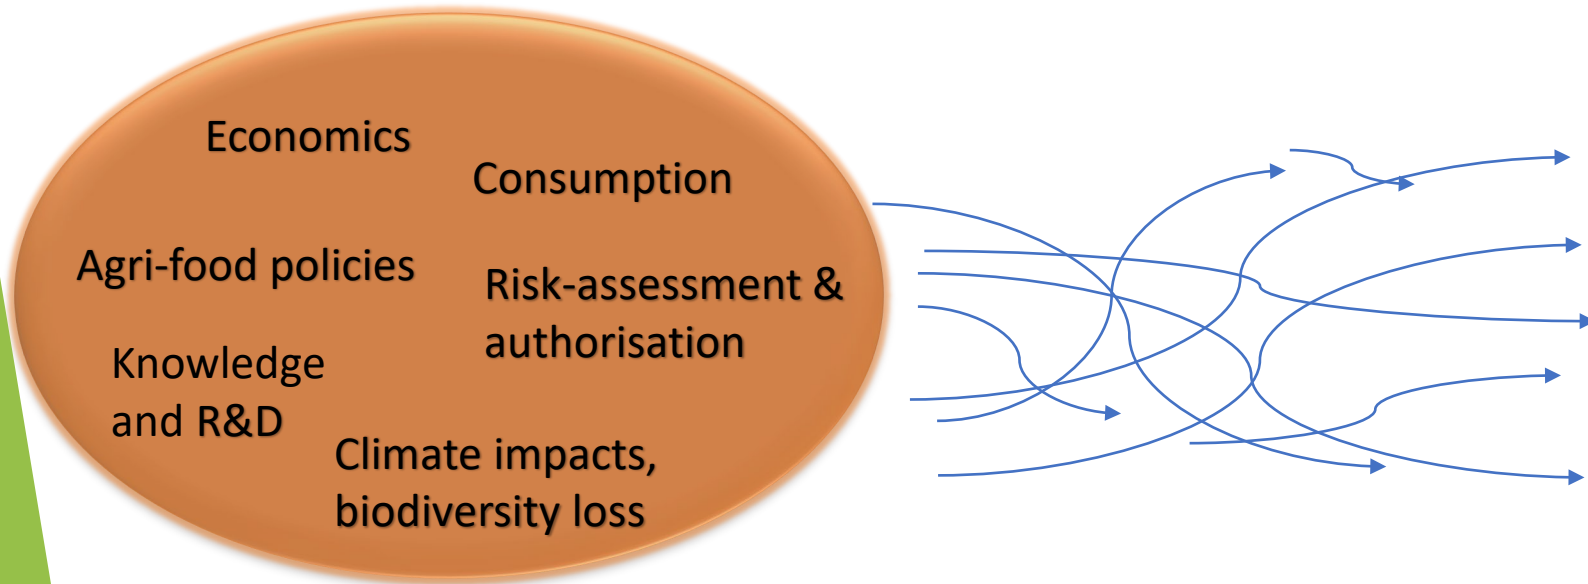 Economics
Consumption
Agri-food policies
Risk-assessment &
authorisation
Knowledge
and R&D
Climate impacts,
biodiversity loss